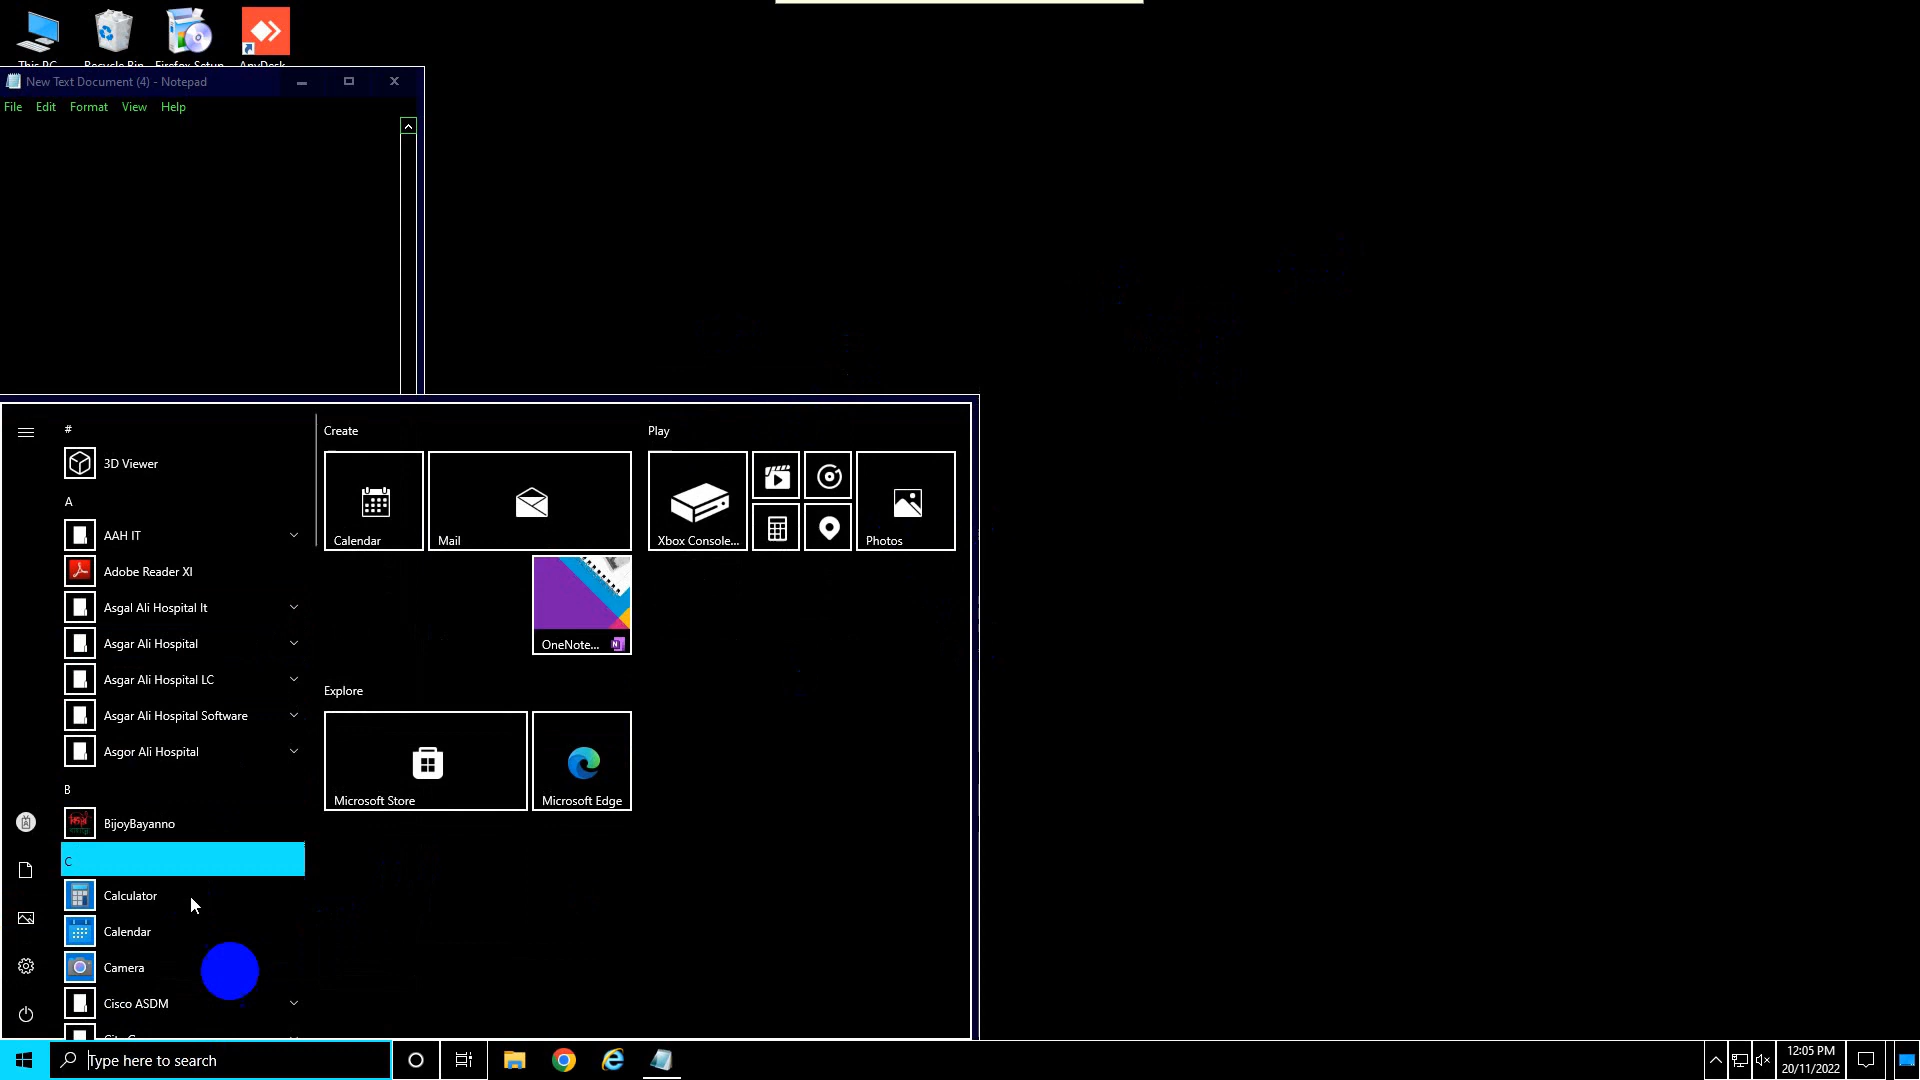 This PC
Recycle Bin
Firefox Setup
AnyDesk
New Text Document (4) - Notepad
File Edit Format View Help
#
3D Viewer
A
AAH IT
Adobe Reader XI
Asgal Ali Hospital It
Asgar Ali Hospital
Asgar Ali Hospital LC
Asgar Ali Hospital Software
Asgor Ali Hospital
B
BijoyBayanno
C
Calculator
Calendar
Camera
Cisco ASDM
Create
Calendar
Mail
OneNote...
Explore
Microsoft Store
Microsoft Edge
Play
Xbox Console...
Photos
Type here to search
12:05 PM
20/11/2022